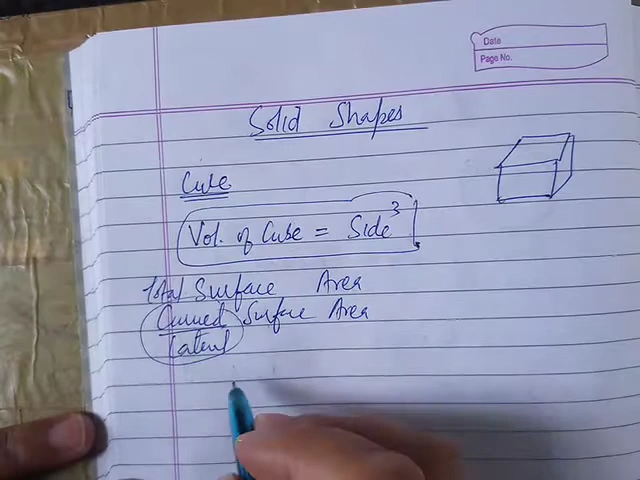 Date
Page No.
Solid Shapes
Cube
Vol. of Cube = Side³
Total Surface Area
Curved Surface Area
Lateral